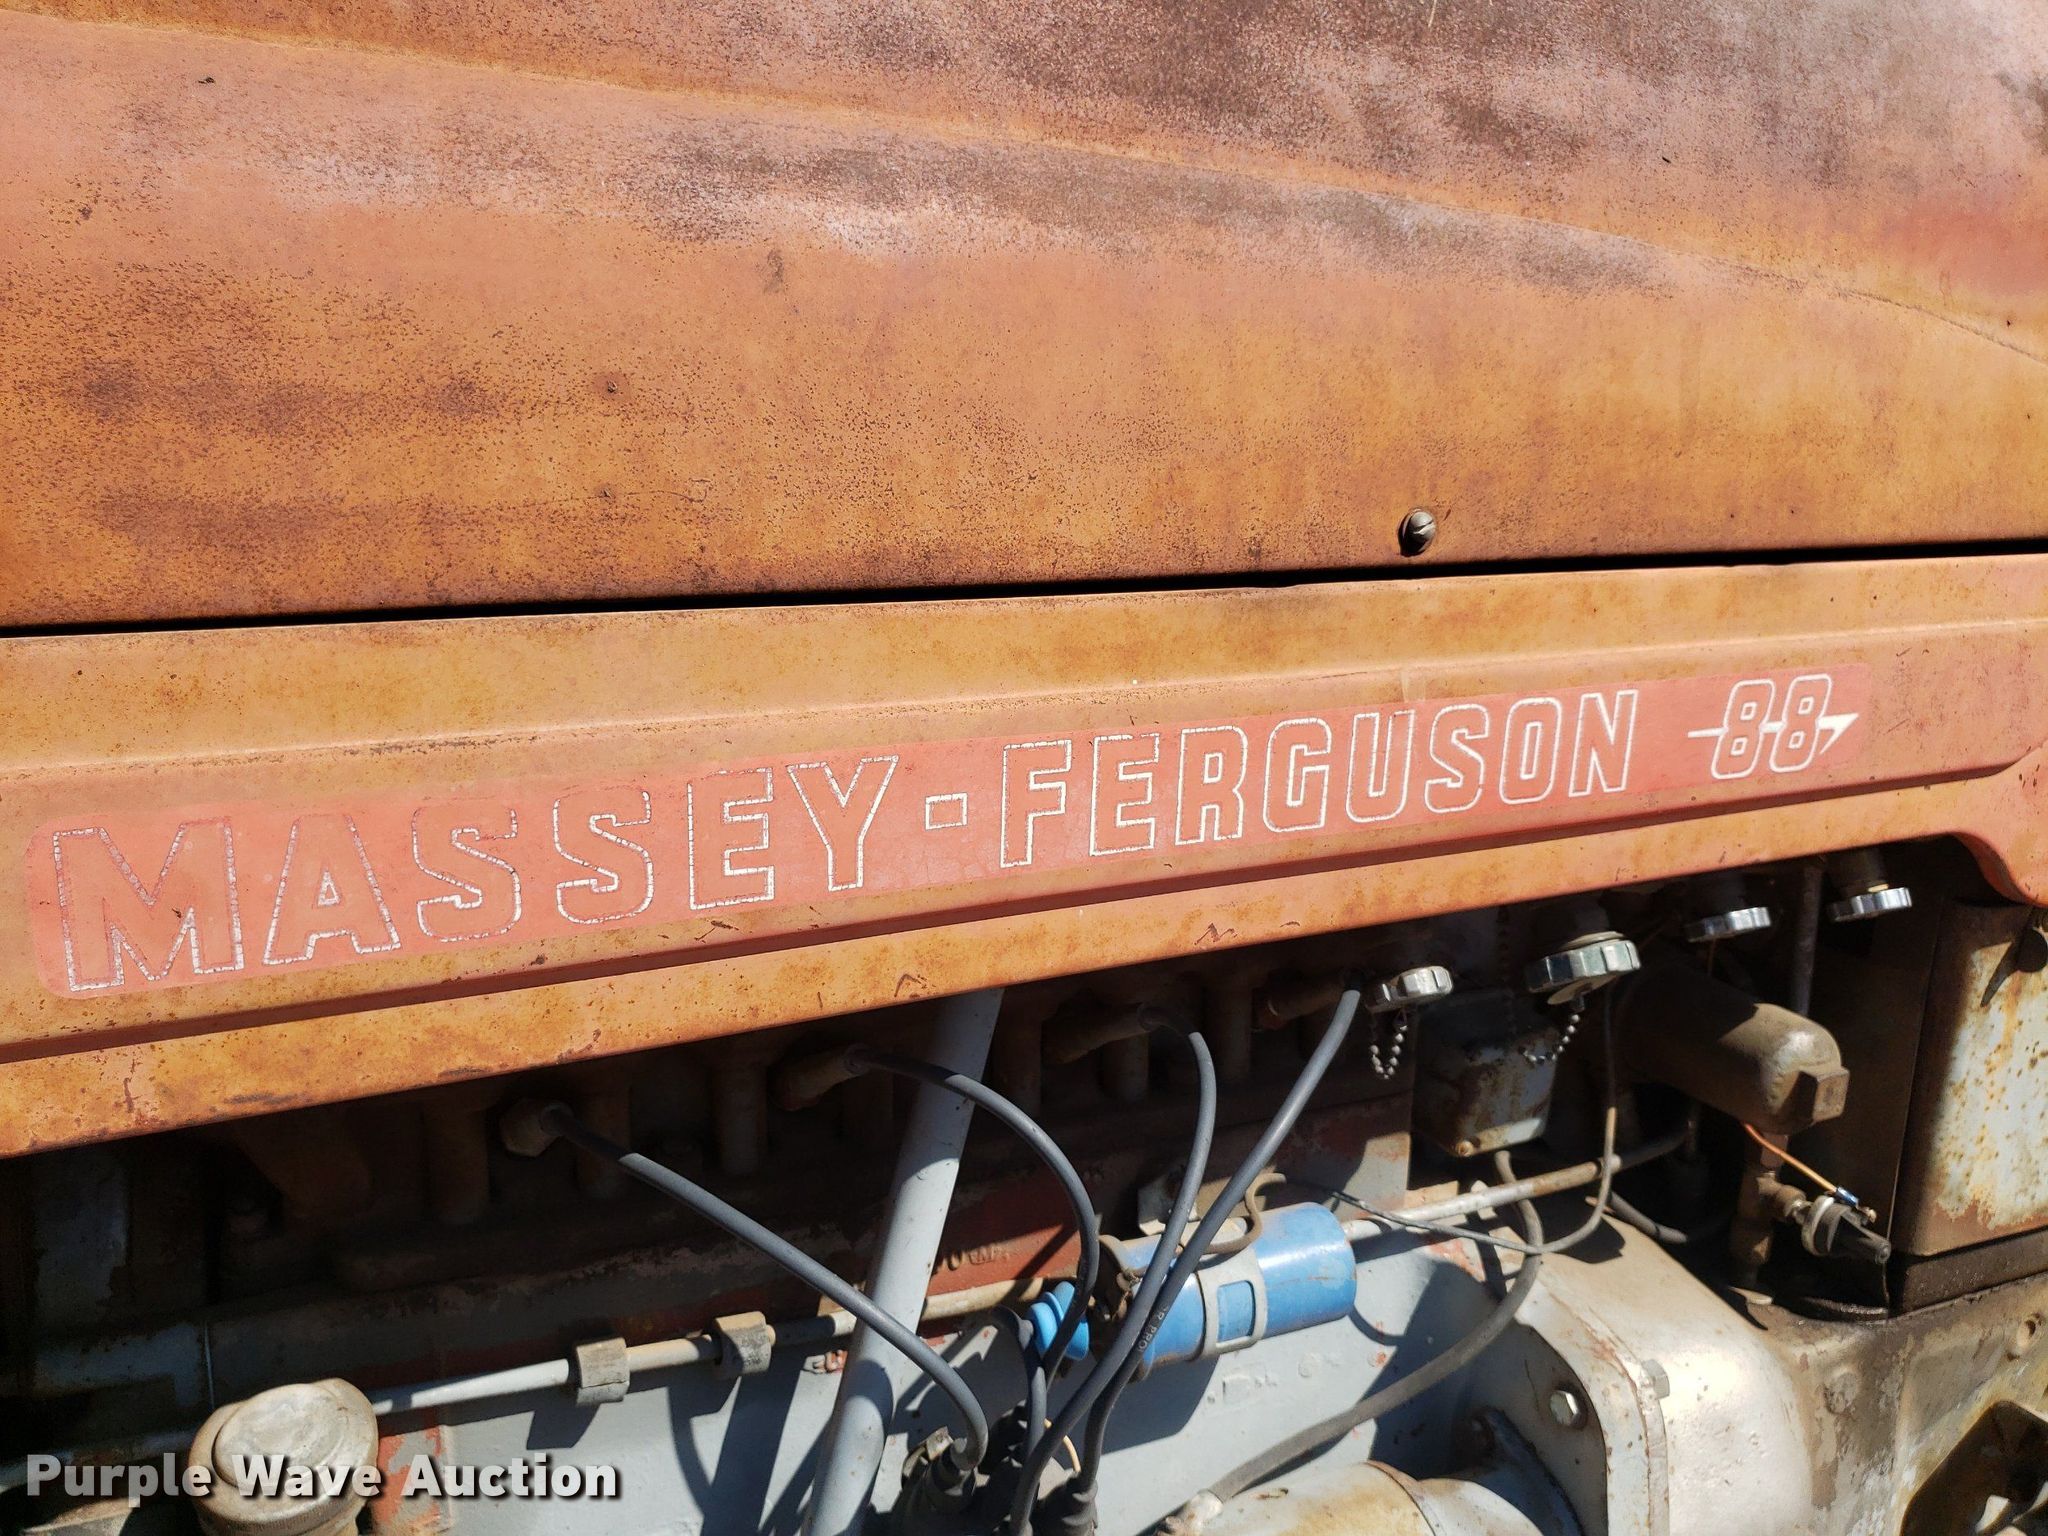 MASSEY-FERGUSON 88
Purple Wave Auction